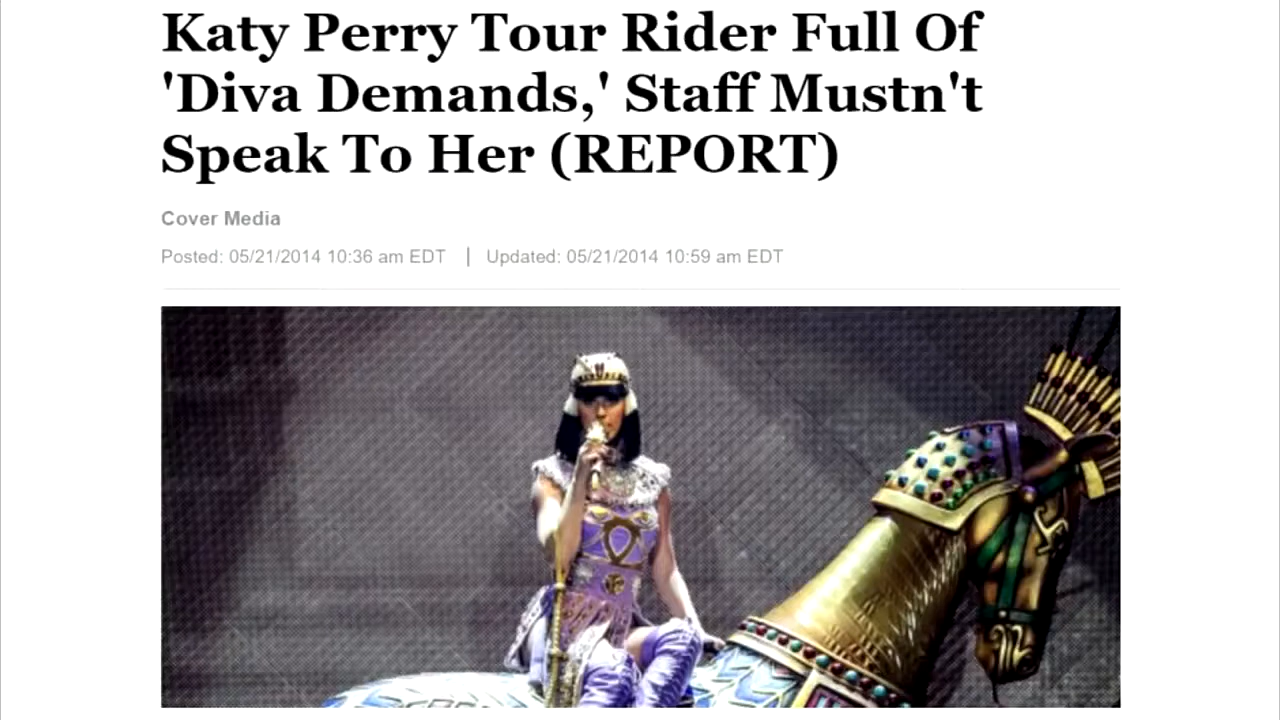 Katy Perry Tour Rider Full Of
'Diva Demands,' Staff Mustn't
Speak To Her (REPORT)
Cover Media
Posted: 05/21/2014 10:36 am EDT | Updated: 05/21/2014 10:59 am EDT